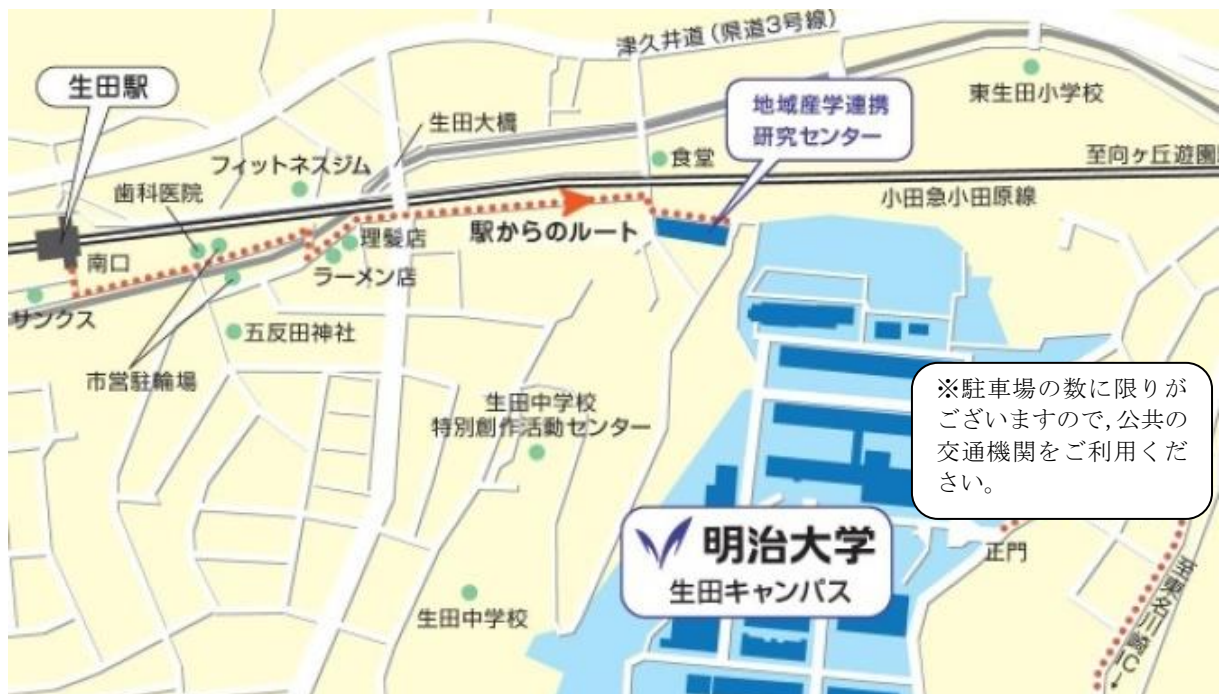 津久井道(県道3号線)
生田駅
東生田小学校
地域産学連携
研究センター
生田大橋
食堂
至向ヶ丘遊園
フィットネスジム
歯科医院
小田急小田原線
駅からのルート
理髪店
南口
ラーメン店
サンクス
五反田神社
市営駐輪場
※駐車場の数に限りが
ございますので,公共の
交通機関をご利用くだ
さい。
生田中学校
特別創作活動センター
明治大学
生田キャンパス
正門
至東名川崎IC
生田中学校